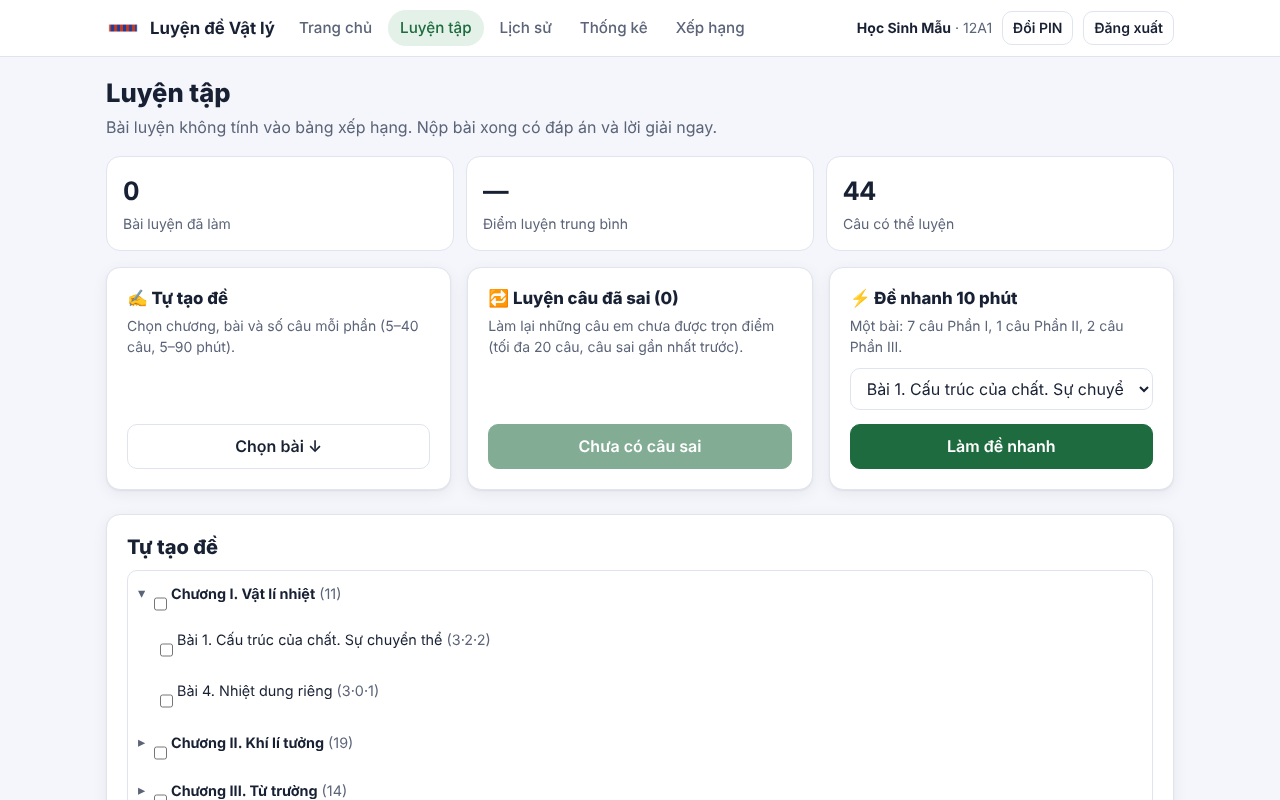 Luyện đề Vật lý
Trang chủ
Luyện tập
Lịch sử
Thống kê
Xếp hạng
Học Sinh Mẫu · 12A1
Đổi PIN
Đăng xuất
Luyện tập
Bài luyện không tính vào bảng xếp hạng. Nộp bài xong có đáp án và lời giải ngay.
0
Bài luyện đã làm
—
Điểm luyện trung bình
44
Câu có thể luyện
✍️ Tự tạo đề
Chọn chương, bài và số câu mỗi phần (5–40
câu, 5–90 phút).
Chọn bài ↓
🔁 Luyện câu đã sai (0)
Làm lại những câu em chưa được trọn điểm
(tối đa 20 câu, câu sai gần nhất trước).
Chưa có câu sai
⚡ Đề nhanh 10 phút
Một bài: 7 câu Phần I, 1 câu Phần II, 2 câu
Phần III.
Bài 1. Cấu trúc của chất. Sự chuyể
Làm đề nhanh
Tự tạo đề
Chương I. Vật lí nhiệt (11)
Bài 1. Cấu trúc của chất. Sự chuyển thể (3·2·2)
Bài 4. Nhiệt dung riêng (3·0·1)
Chương II. Khí lí tưởng (19)
Chương III. Từ trường (14)